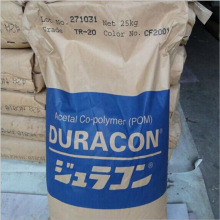 Lot No. 271031 Net 25kg
Grade TR-20 Color No. CF2001
Acetal Co-polymer (POM)
DURACON®
ジュラコン®